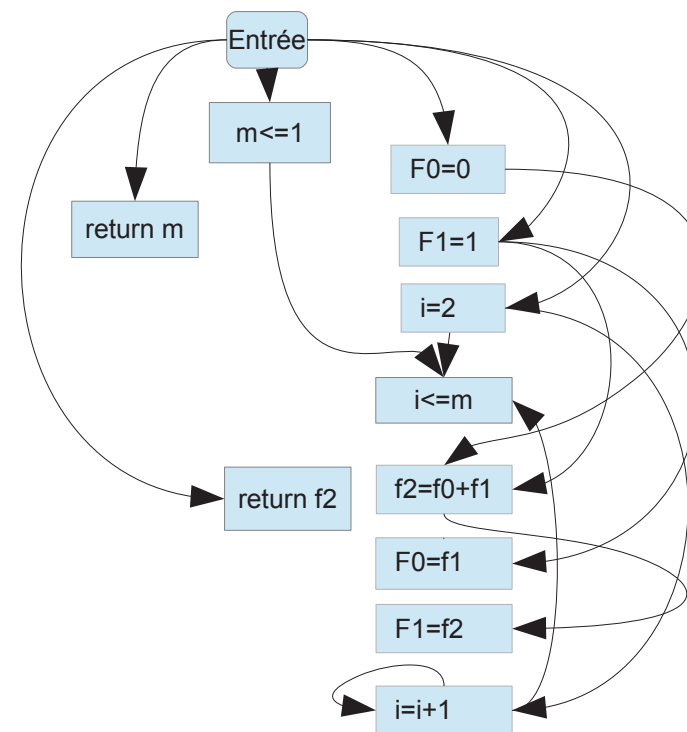 Entrée
m<=1
F0=0
return m
F1=1
i=2
i<=m
return f2
f2=f0+f1
F0=f1
F1=f2
i=i+1